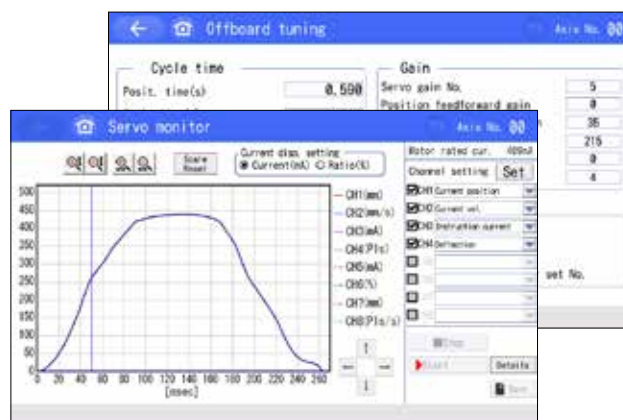 Offboard tuning
Axis No. 00
Cycle time
Gain
Posit. time(s)
0.590
Servo gain No.
5
Position feedforward gain
0
35
215
0
4
set No.
Servo monitor
Axis No. 00
Scale Reset
Current disp. setting
Current(mA) Ratio(%)
Motor rated cur.
Channel setting
Set
CH1 Current position
CH2 Current vel.
CH3 Instruction current
CH4 Deflection
CH1(mm)
CH2(mm/s)
CH3(mA)
CH4(Pls)
CH5(mA)
CH6(%)
CH7(mm)
CH8(Pls/s)
500
450
400
350
300
250
200
150
100
50
0
0 20 40 60 80 100 120 140 160 180 200 220 240 260
[msec]
Stop
Start
Details
Save